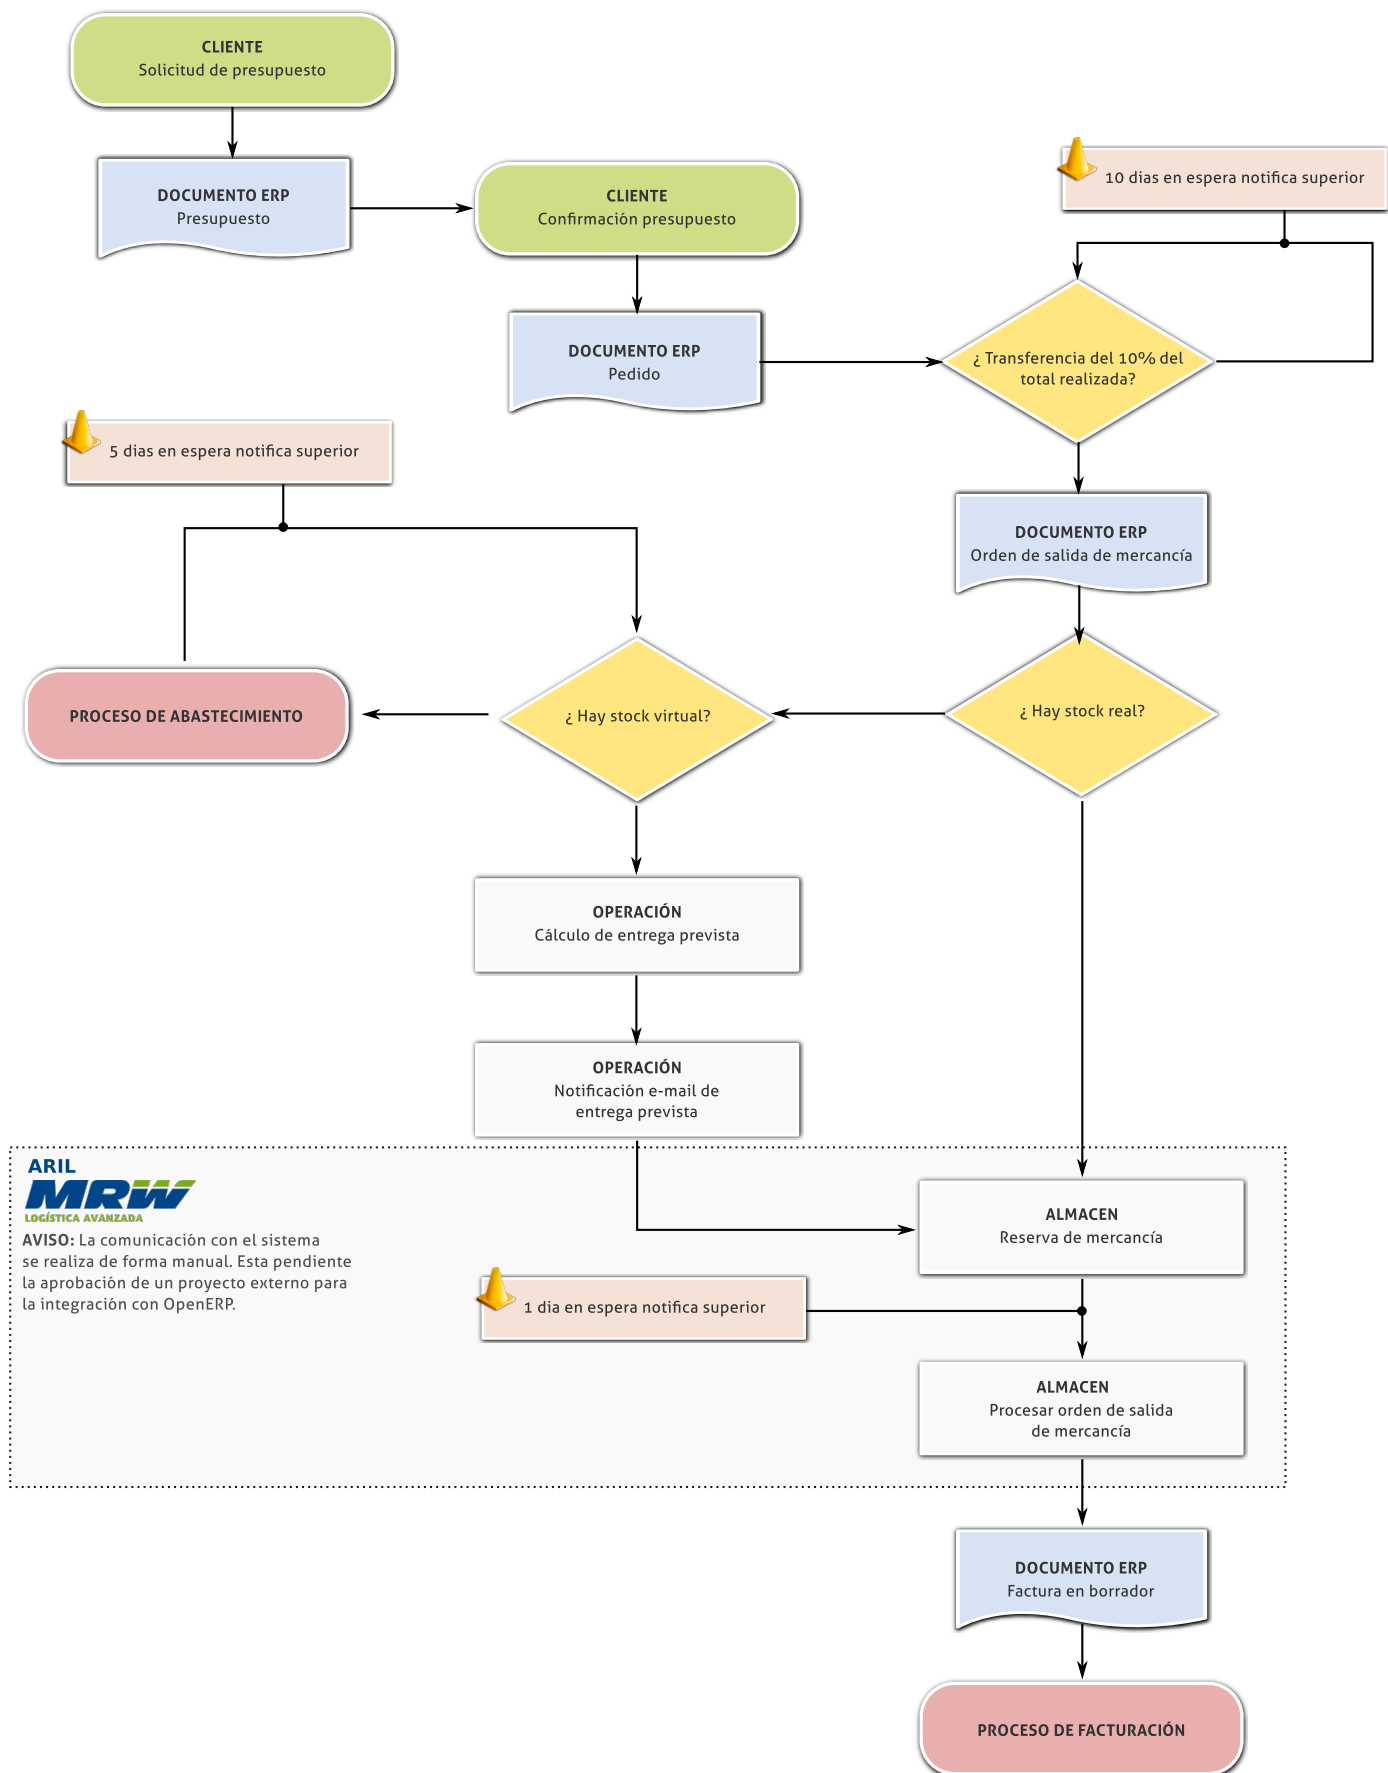 CLIENTE
Solicitud de presupuesto
DOCUMENTO ERP
Presupuesto
CLIENTE
Confirmación presupuesto
10 dias en espera notifica superior
DOCUMENTO ERP
Pedido
¿ Transferencia del 10% del
total realizada?
5 dias en espera notifica superior
DOCUMENTO ERP
Orden de salida de mercancía
PROCESO DE ABASTECIMIENTO
¿ Hay stock virtual?
¿ Hay stock real?
OPERACIÓN
Cálculo de entrega prevista
OPERACIÓN
Notificación e-mail de
entrega prevista
ARIL
MRW
LOGÍSTICA AVANZADA
AVISO: La comunicación con el sistema
se realiza de forma manual. Esta pendiente
la aprobación de un proyecto externo para
la integración con OpenERP.
ALMACEN
Reserva de mercancía
1 dia en espera notifica superior
ALMACEN
Procesar orden de salida
de mercancía
DOCUMENTO ERP
Factura en borrador
PROCESO DE FACTURACIÓN